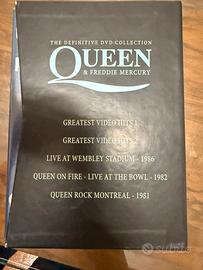 THE DEFINITIVE DVD COLLECTION
QUEEN
& FREDDIE MERCURY
GREATEST VIDEO HITS 1
GREATEST VIDEO HITS 2
LIVE AT WEMBLEY STADIUM - 1986
QUEEN ON FIRE - LIVE AT THE BOWL - 1982
QUEEN ROCK MONTREAL - 1981
subito